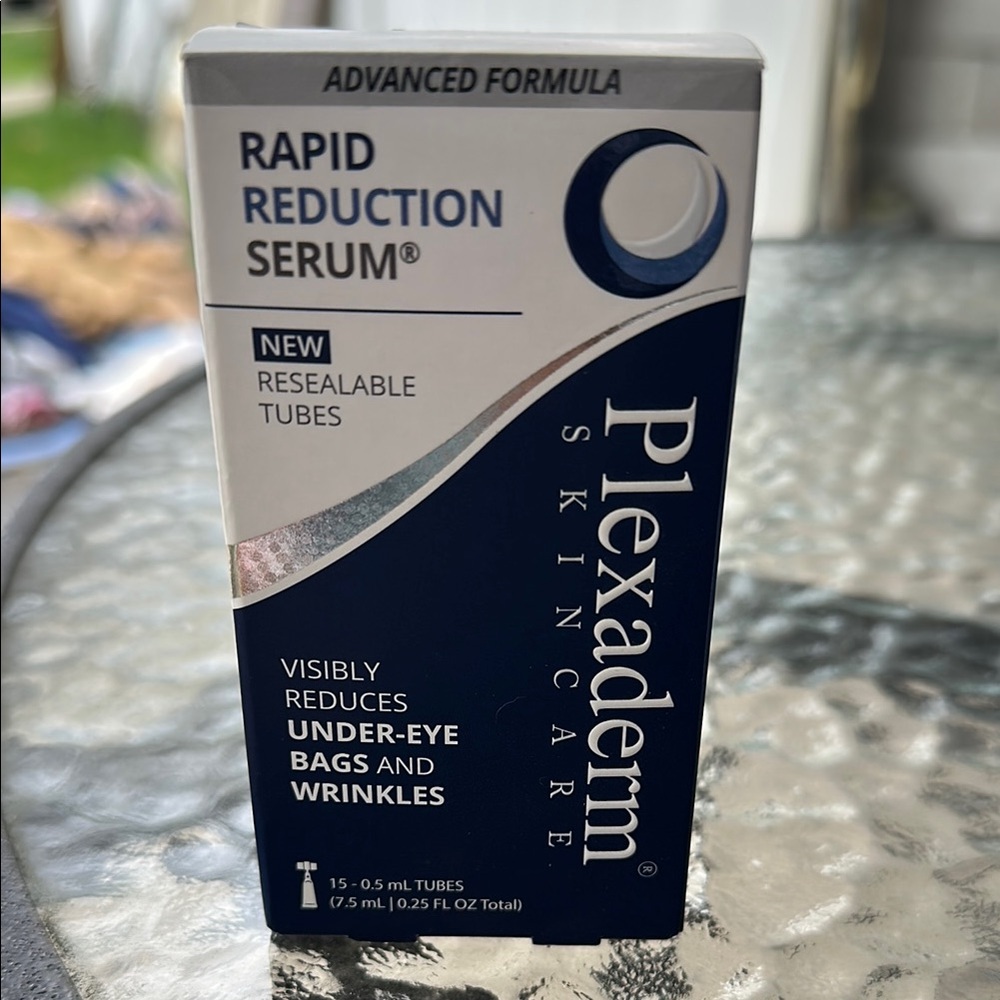 ADVANCED FORMULA
RAPID
REDUCTION
SERUM®
NEW
RESEALABLE
TUBES
Plexaderm®
SKINCARE
VISIBLY
REDUCES
UNDER-EYE
BAGS AND
WRINKLES
15 - 0.5 mL TUBES
(7.5 mL | 0.25 FL OZ Total)